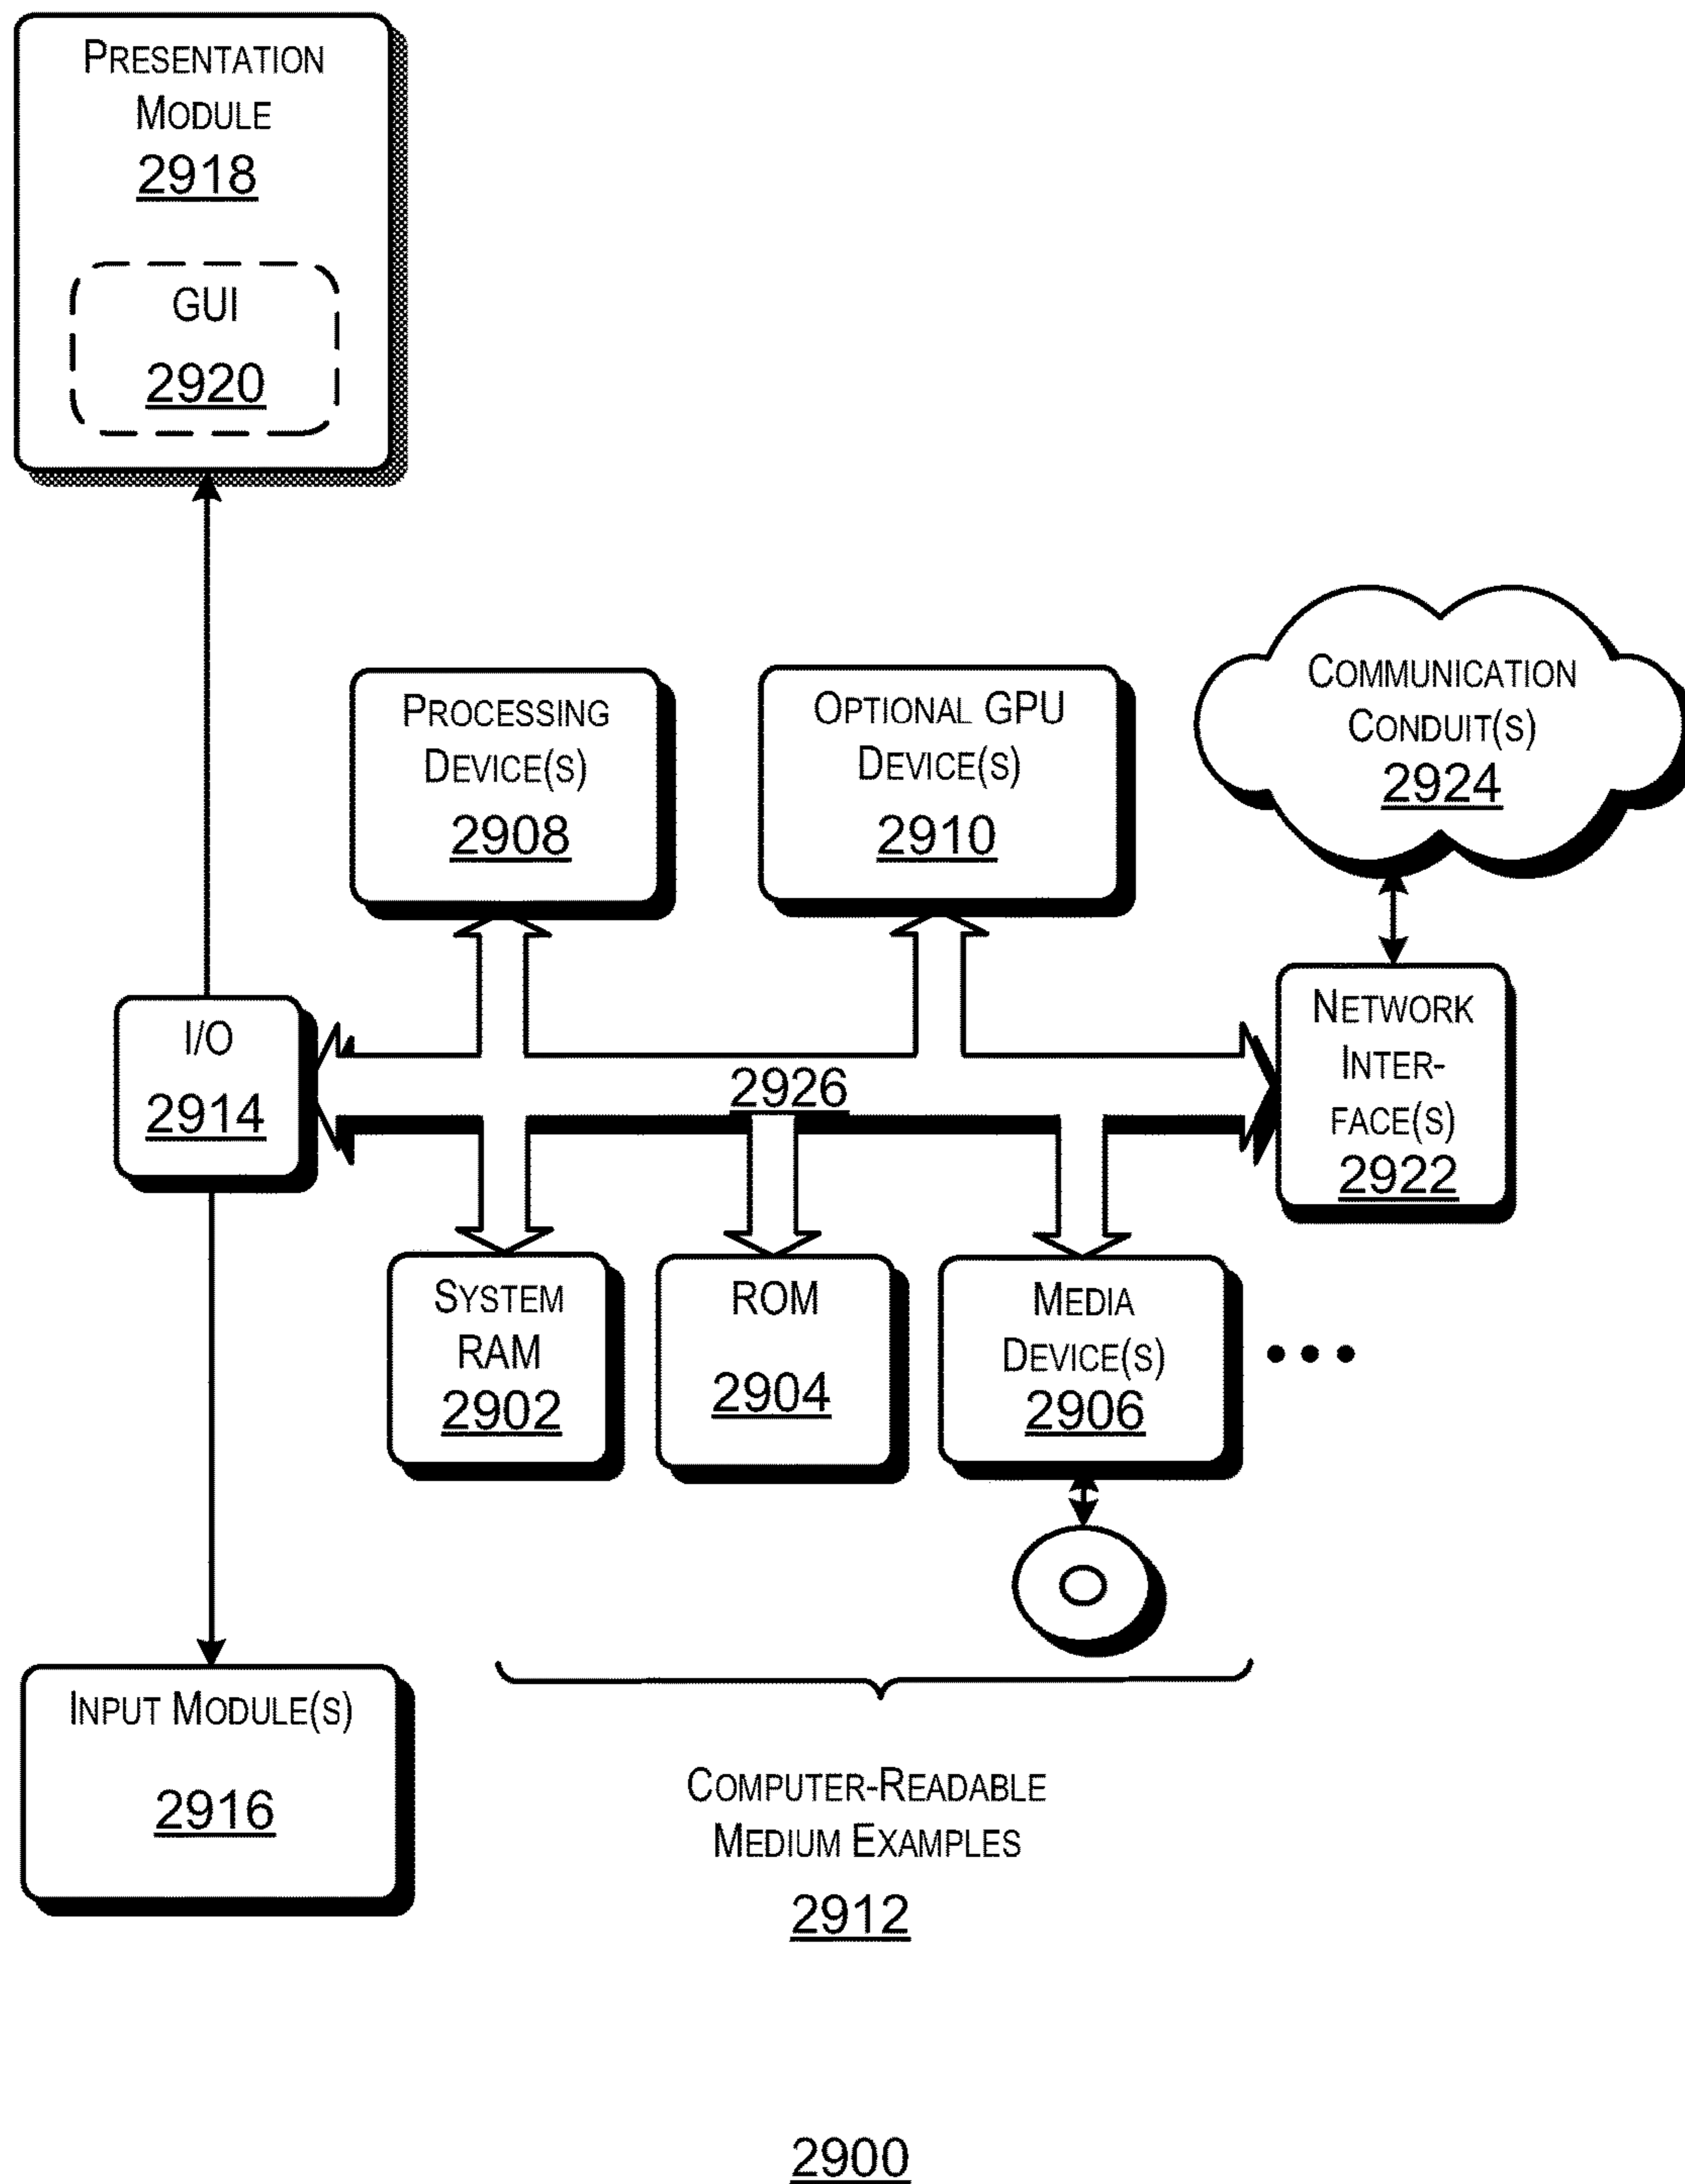 PRESENTATION
MODULE
2918
GUI
2920
COMMUNICATION
CONDUIT(S)
2924
PROCESSING
DEVICE(S)
2908
OPTIONAL GPU
DEVICE(S)
2910
I/O
2914
2926
NETWORK
INTER-
FACE(S)
2922
SYSTEM
RAM
2902
ROM
2904
MEDIA
DEVICE(S)
2906
INPUT MODULE(S)
2916
COMPUTER-READABLE
MEDIUM EXAMPLES
2912
2900